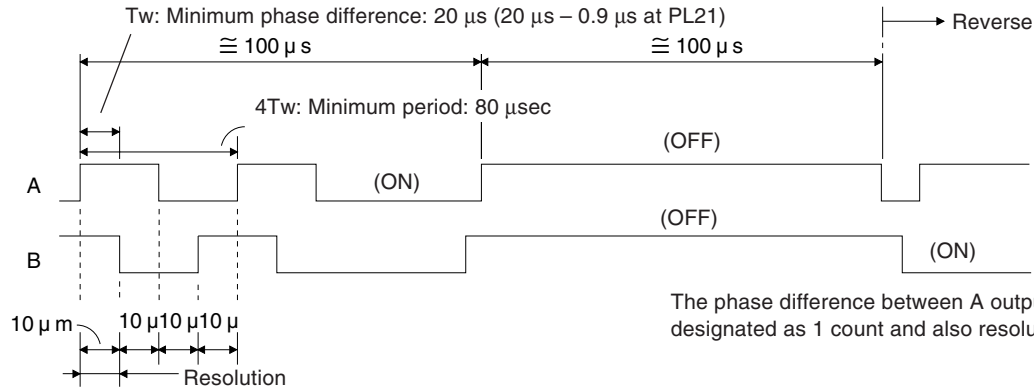 Tw: Minimum phase difference: 20 μs (20 μs – 0.9 μs at PL21)
Reverse
≅ 100 μ s
≅ 100 μ s
4Tw: Minimum period: 80 μsec
(OFF)
A
(ON)
(OFF)
B
(ON)
The phase difference between A outp
designated as 1 count and also resolu
10 μ m
10 μ 10 μ 10 μ
Resolution